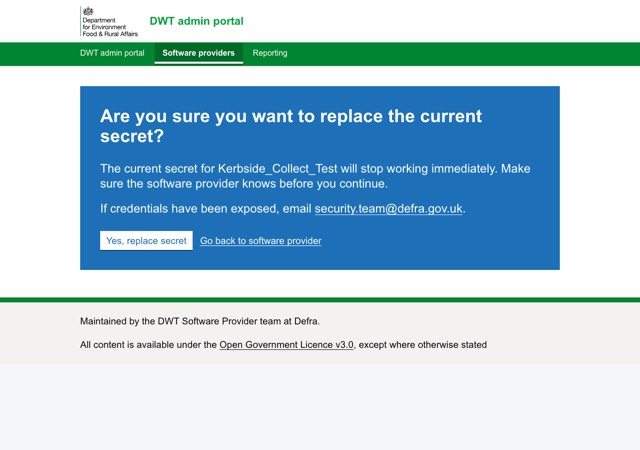 Department
for Environment
Food & Rural Affairs
DWT admin portal
DWT admin portal
Software providers
Reporting
Are you sure you want to replace the current
secret?
The current secret for Kerbside_Collect_Test will stop working immediately. Make
sure the software provider knows before you continue.
If credentials have been exposed, email security.team@defra.gov.uk.
Yes, replace secret
Go back to software provider
Maintained by the DWT Software Provider team at Defra.
All content is available under the Open Government Licence v3.0, except where otherwise stated